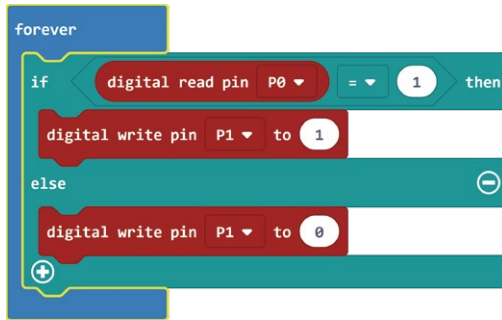 forever
if digital read pin P0 = 1 then
digital write pin P1 to 1
else
digital write pin P1 to 0